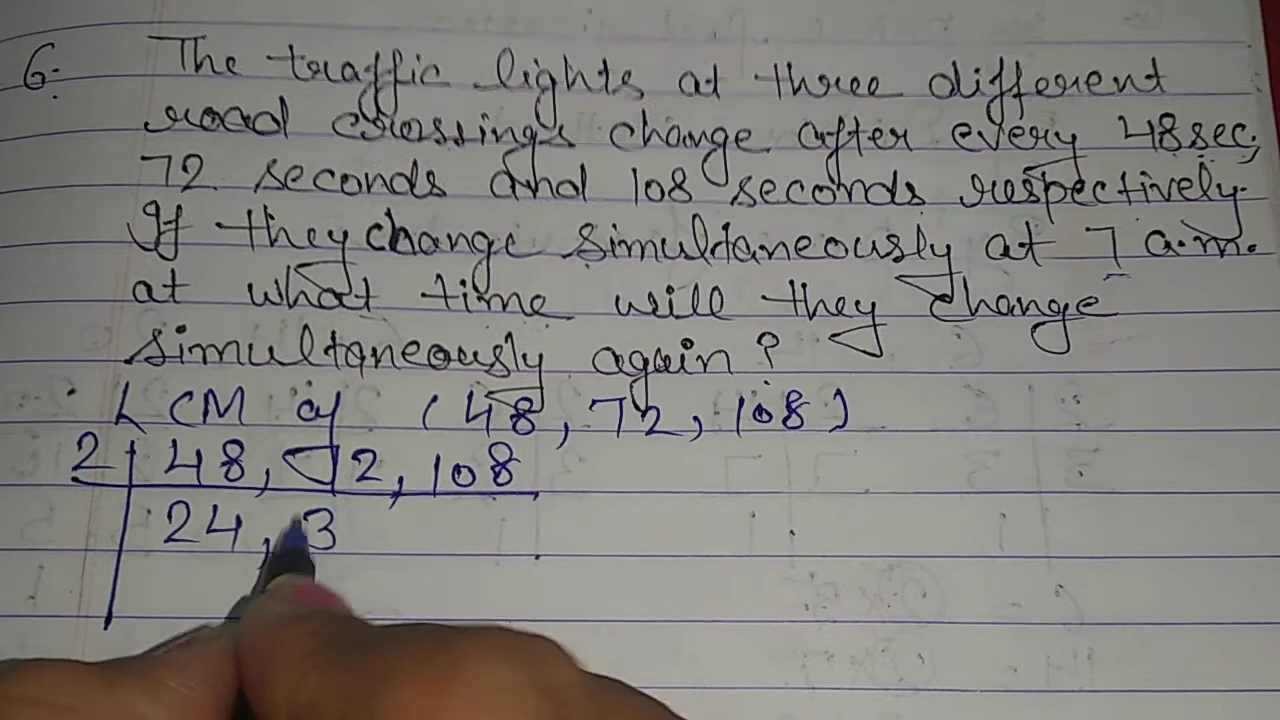 6. The traffic lights at three different
road crossings change after every 48sec,
72 seconds and 108 seconds respectively.
If they change simultaneously at 7 a.m.
at what time will they change
simultaneously again?
LCM of (48, 72, 108)
2 48, 72, 108
24, 3